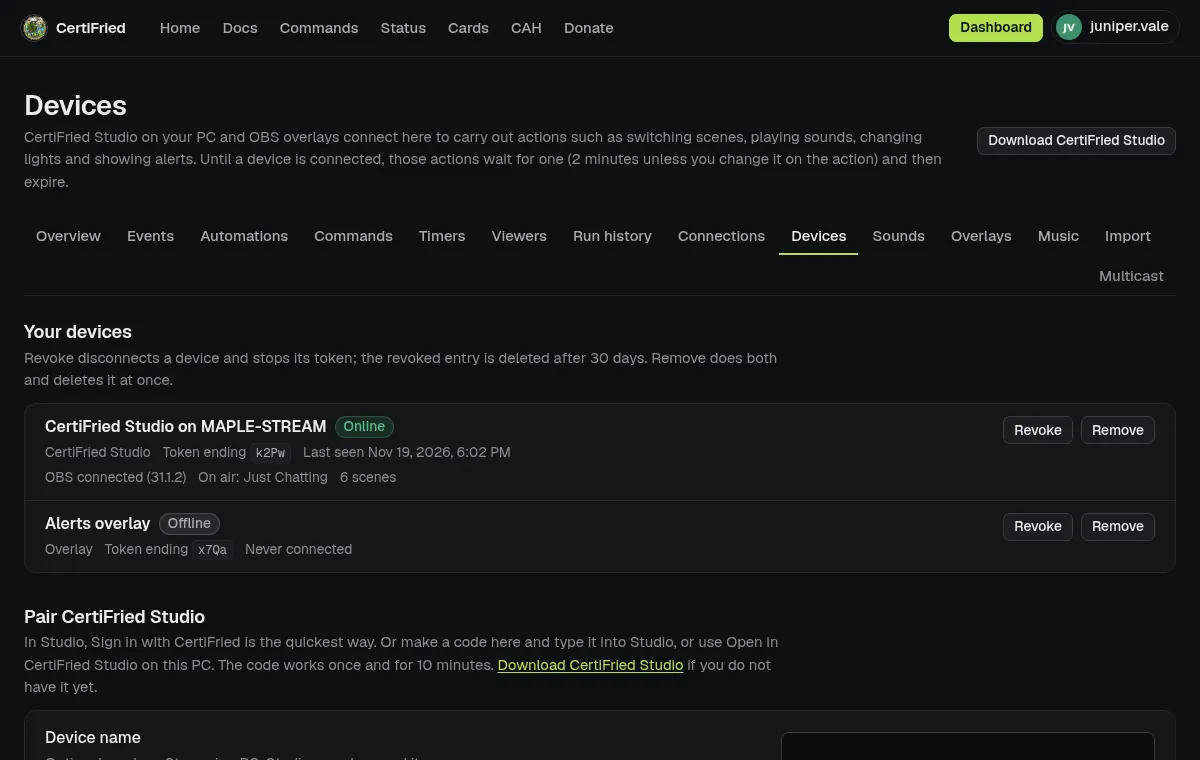 CertiFried
Home Docs Commands Status Cards CAH Donate
Dashboard
JV juniper.vale
Devices
CertiFried Studio on your PC and OBS overlays connect here to carry out actions such as switching scenes, playing sounds, changing
lights and showing alerts. Until a device is connected, those actions wait for one (2 minutes unless you change it on the action) and then
expire.
Download CertiFried Studio
Overview Events Automations Commands Timers Viewers Run history Connections Devices Sounds Overlays Music Import
Multicast
Your devices
Revoke disconnects a device and stops its token; the revoked entry is deleted after 30 days. Remove does both
and deletes it at once.
CertiFried Studio on MAPLE-STREAM Online
CertiFried Studio Token ending k2Pw Last seen Nov 19, 2026, 6:02 PM
OBS connected (31.1.2) On air: Just Chatting 6 scenes
Revoke Remove
Alerts overlay Offline
Overlay Token ending x7Qa Never connected
Revoke Remove
Pair CertiFried Studio
In Studio, Sign in with CertiFried is the quickest way. Or make a code here and type it into Studio, or use Open in
CertiFried Studio on this PC. The code works once and for 10 minutes. Download CertiFried Studio if you do not
have it yet.
Device name